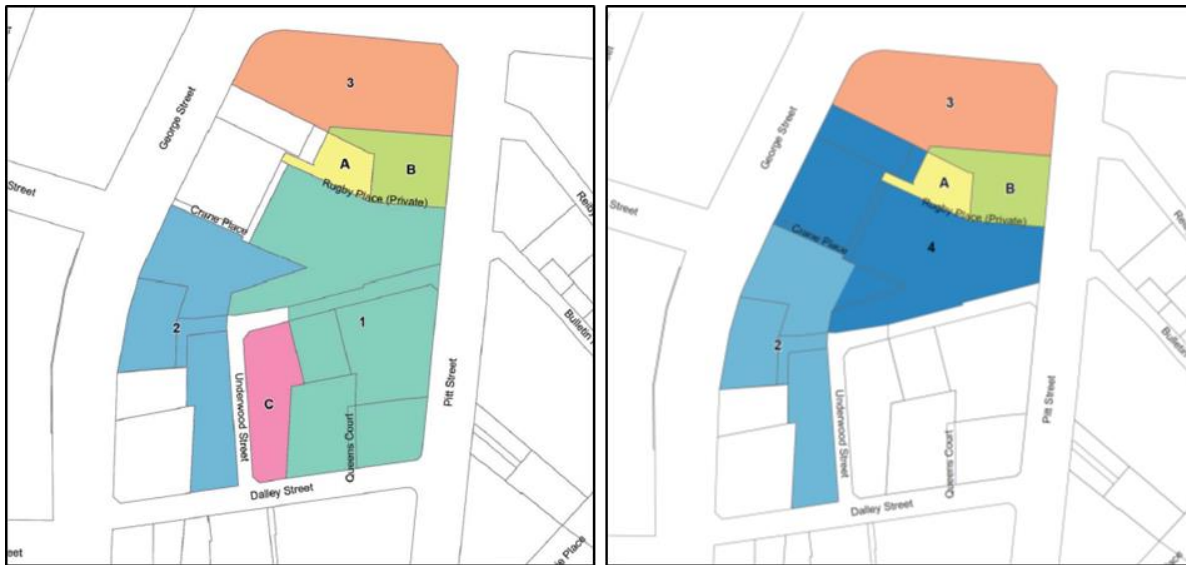 3
George Street
A
B
Rugby Place (Private)
Street
Crane Place
1
2
Underwood Street
C
Queens Court
Pitt Street
Dalley Street
3
George Street
A
B
Rugby Place (Private)
Street
Crane Place
4
2
Underwood Street
Queens Court
Pitt Street
Dalley Street